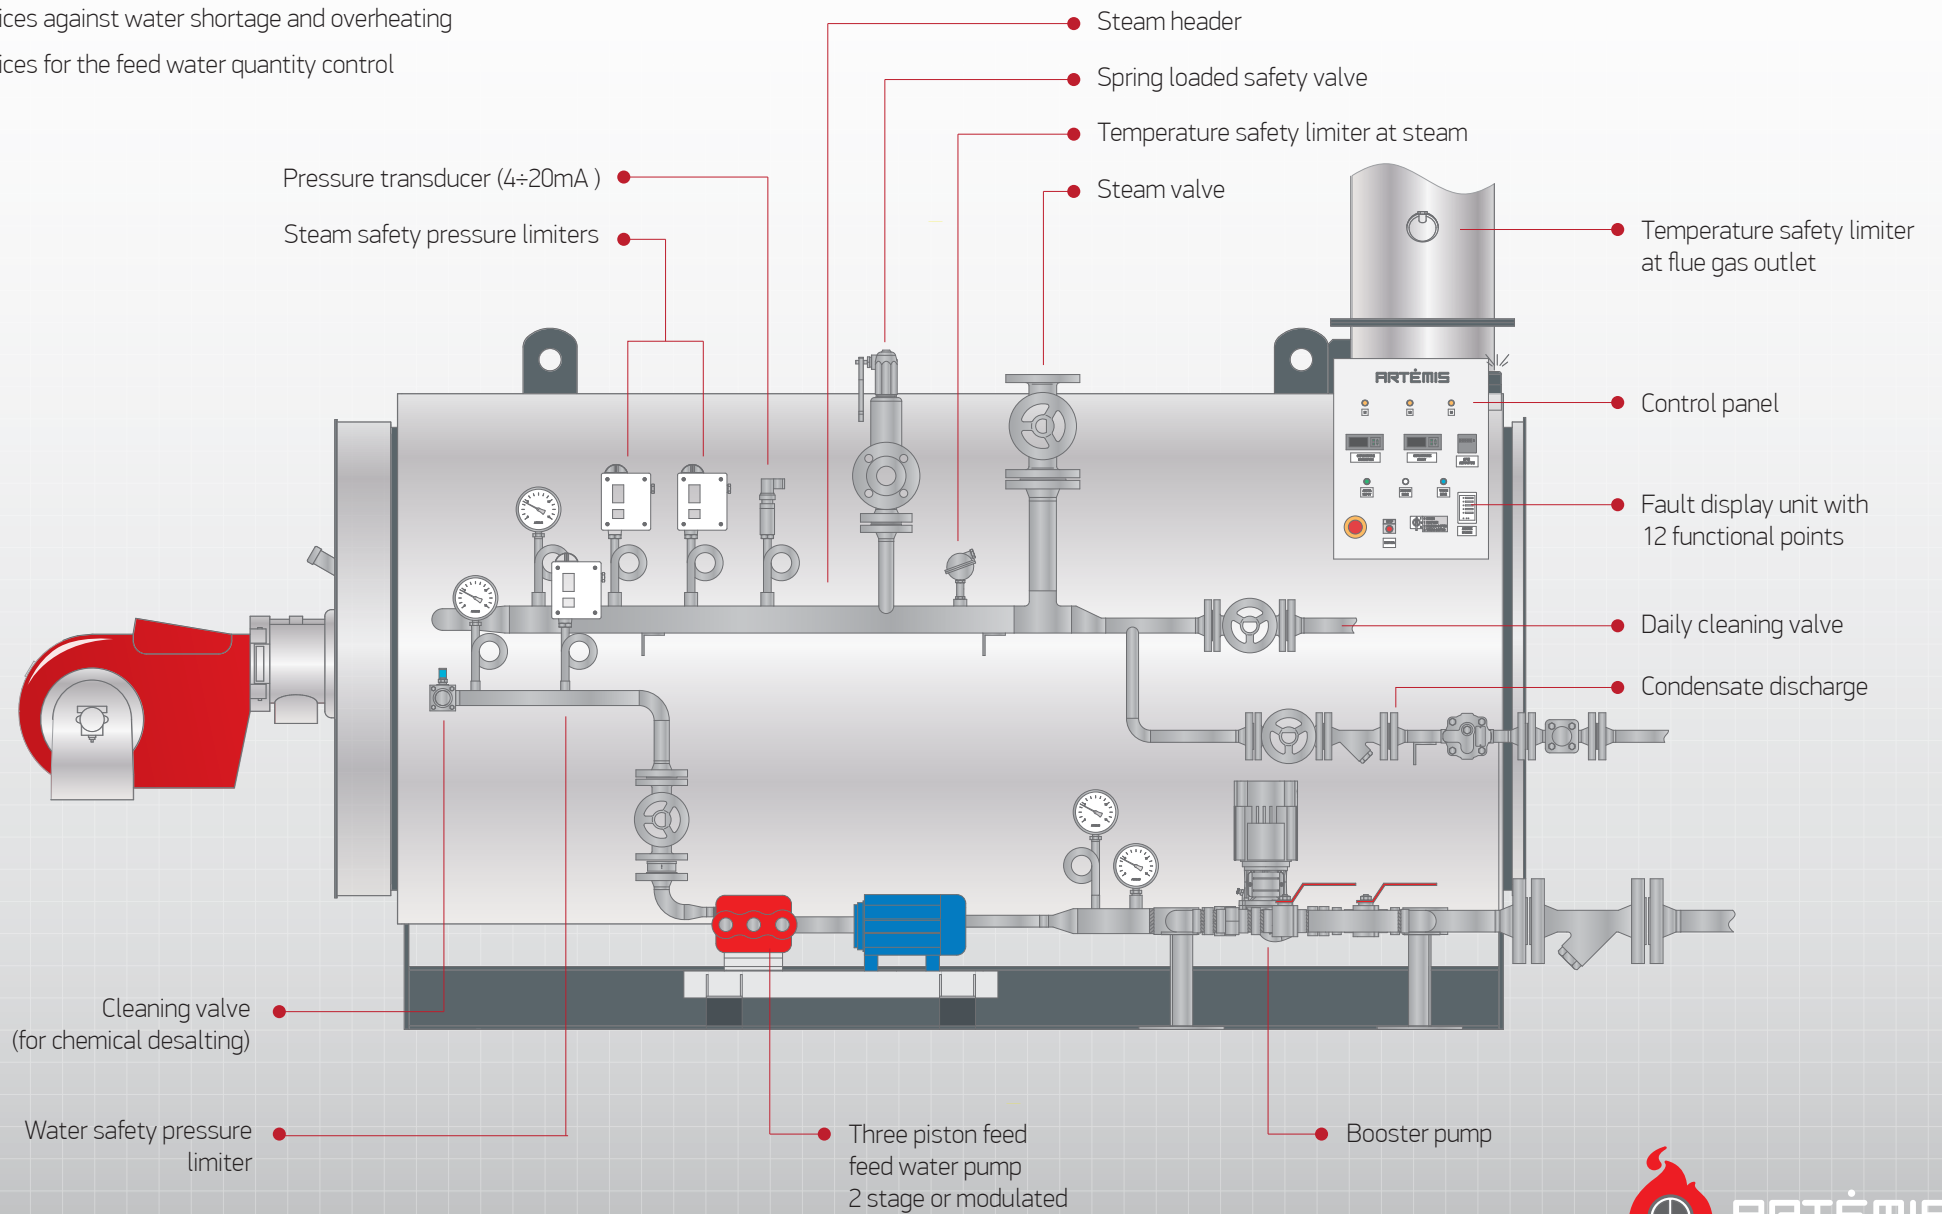 ices against water shortage and overheating
ices for the feed water quantity control
Steam header
Spring loaded safety valve
Temperature safety limiter at steam
Steam valve
Pressure transducer (4÷20mA )
Steam safety pressure limiters
Temperature safety limiter
at flue gas outlet
ARTĖMIS
Control panel
Fault display unit with
12 functional points
Daily cleaning valve
Condensate discharge
Cleaning valve
(for chemical desalting)
Water safety pressure
limiter
Three piston feed
feed water pump
2 stage or modulated
Booster pump
ARTĖMIS